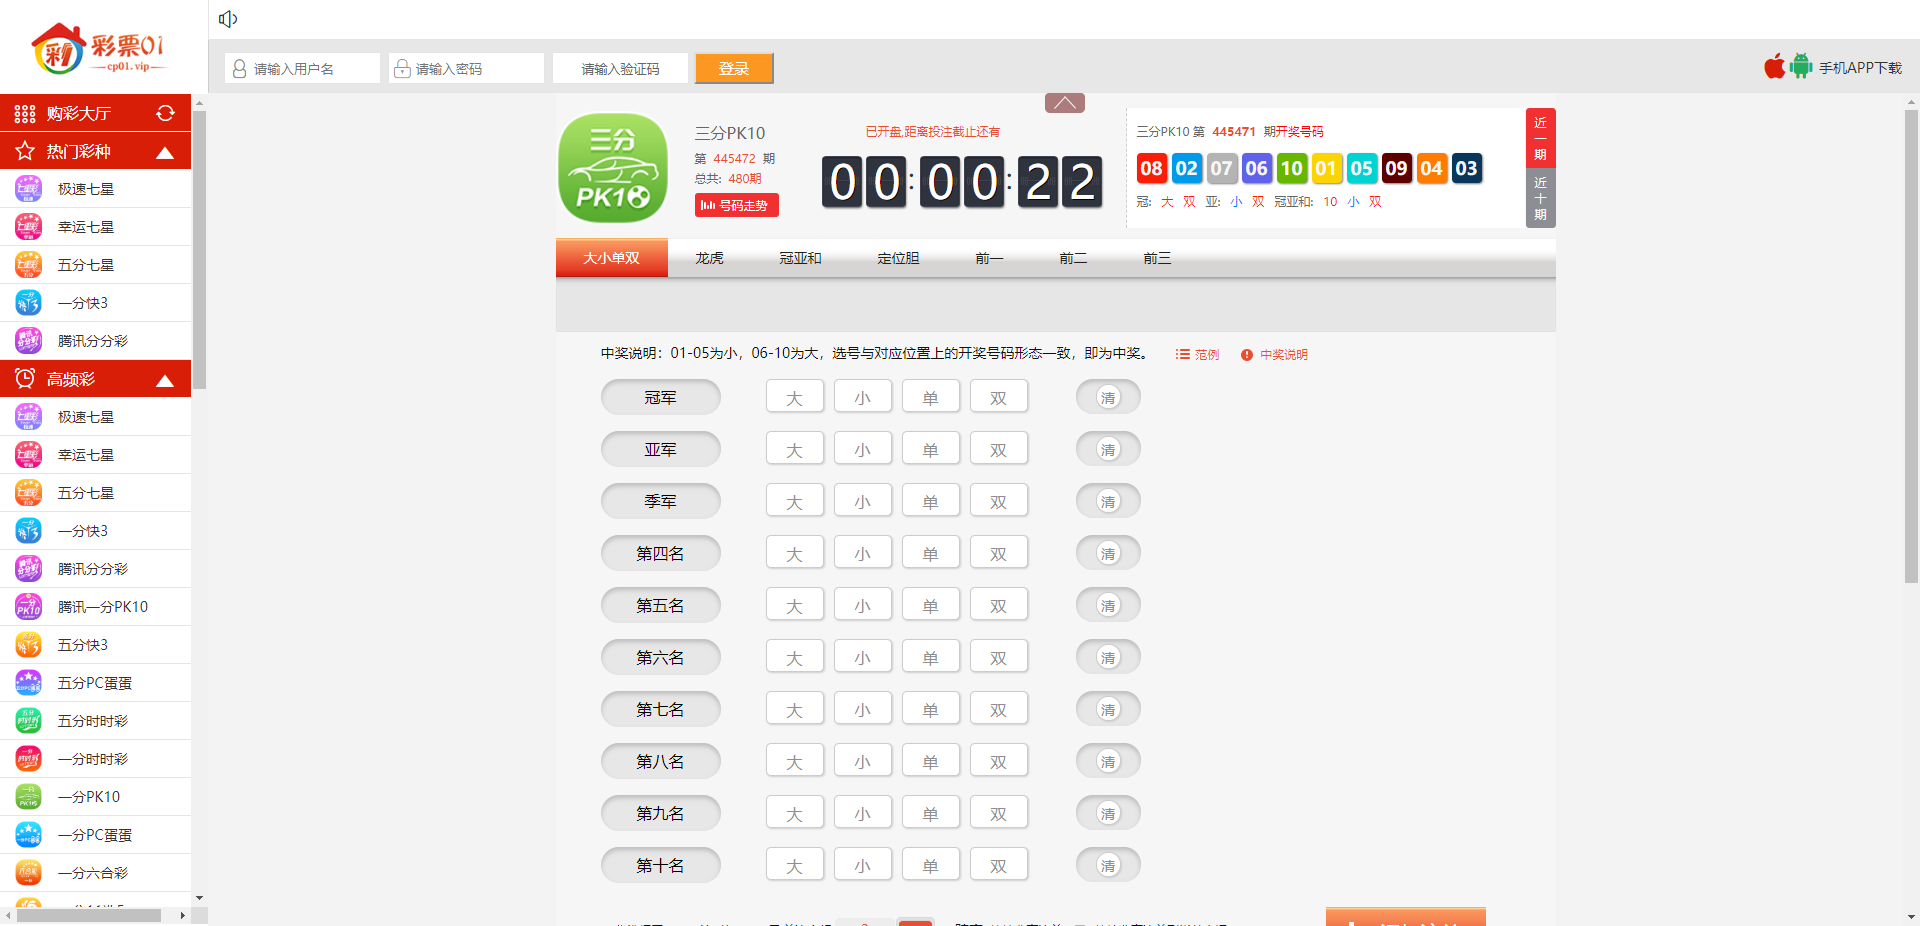 彩票01
cp01.vip
请输入用户名
请输入密码
请输入验证码
登录
手机APP下载
购彩大厅
热门彩种
极速七星
幸运七星
五分七星
一分快3
腾讯分分彩
高频彩
极速七星
幸运七星
五分七星
一分快3
腾讯分分彩
腾讯一分PK10
五分快3
五分PC蛋蛋
五分时时彩
一分时时彩
一分PK10
一分PC蛋蛋
一分六合彩
三分
PK10
三分PK10
第 445472 期
总共: 480期
号码走势
已开盘,距离投注截止还有
00:00:22
三分PK10 第 445471 期开奖号码
08 02 07 06 10 01 05 09 04 03
冠: 大 双 亚: 小 双 冠亚和: 10 小 双
近一期
近十期
大小单双 龙虎 冠亚和 定位胆 前一 前二 前三
中奖说明：01-05为小，06-10为大，选号与对应位置上的开奖号码形态一致，即为中奖。 范例 中奖说明
冠军 大 小 单 双 清
亚军 大 小 单 双 清
季军 大 小 单 双 清
第四名 大 小 单 双 清
第五名 大 小 单 双 清
第六名 大 小 单 双 清
第七名 大 小 单 双 清
第八名 大 小 单 双 清
第九名 大 小 单 双 清
第十名 大 小 单 双 清